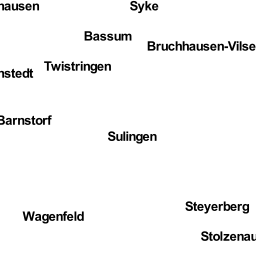 hausen
Syke
Bassum
Bruchhausen-Vilse
Twistringen
nstedt
Barnstorf
Sulingen
Steyerberg
Wagenfeld
Stolzenau